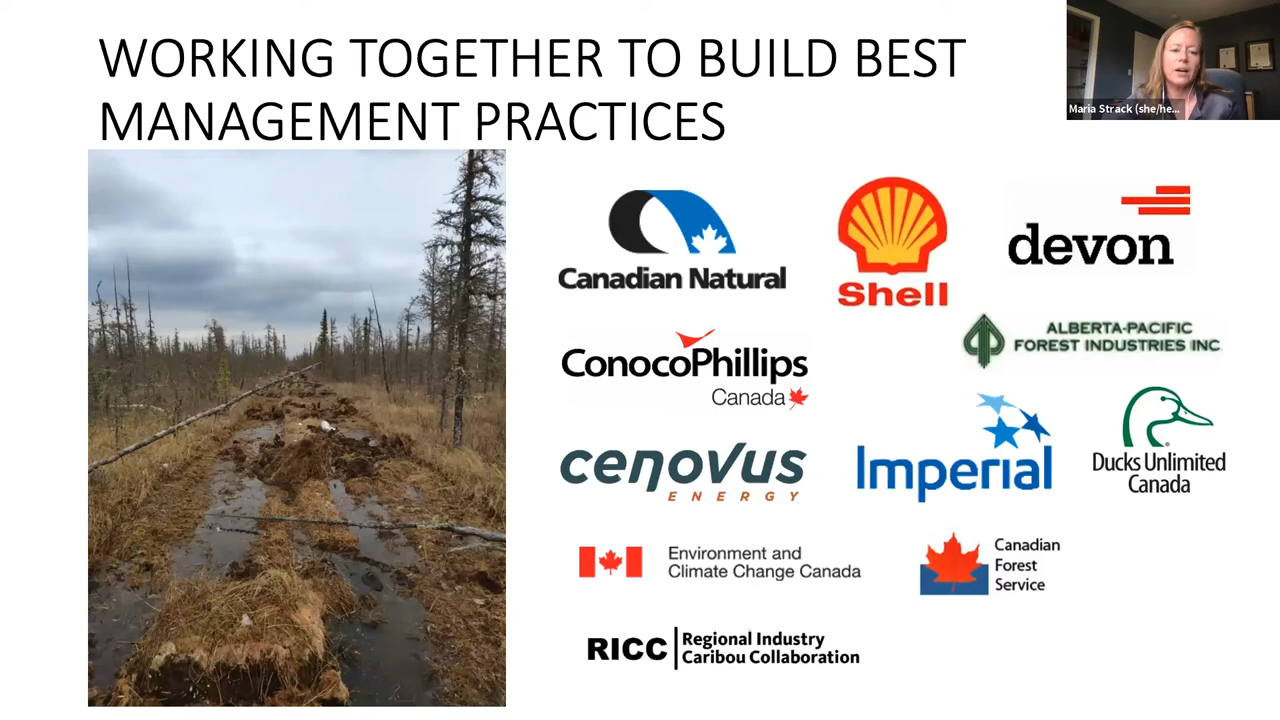 WORKING TOGETHER TO BUILD BEST
MANAGEMENT PRACTICES
Maria Strack (she/he...
Canadian Natural
Shell
devon
ConocoPhillips
Canada
ALBERTA-PACIFIC
FOREST INDUSTRIES INC
cenovus
ENERGY
Imperial
Ducks Unlimited
Canada
Environment and
Climate Change Canada
Canadian
Forest
Service
RICC
Regional Industry
Caribou Collaboration